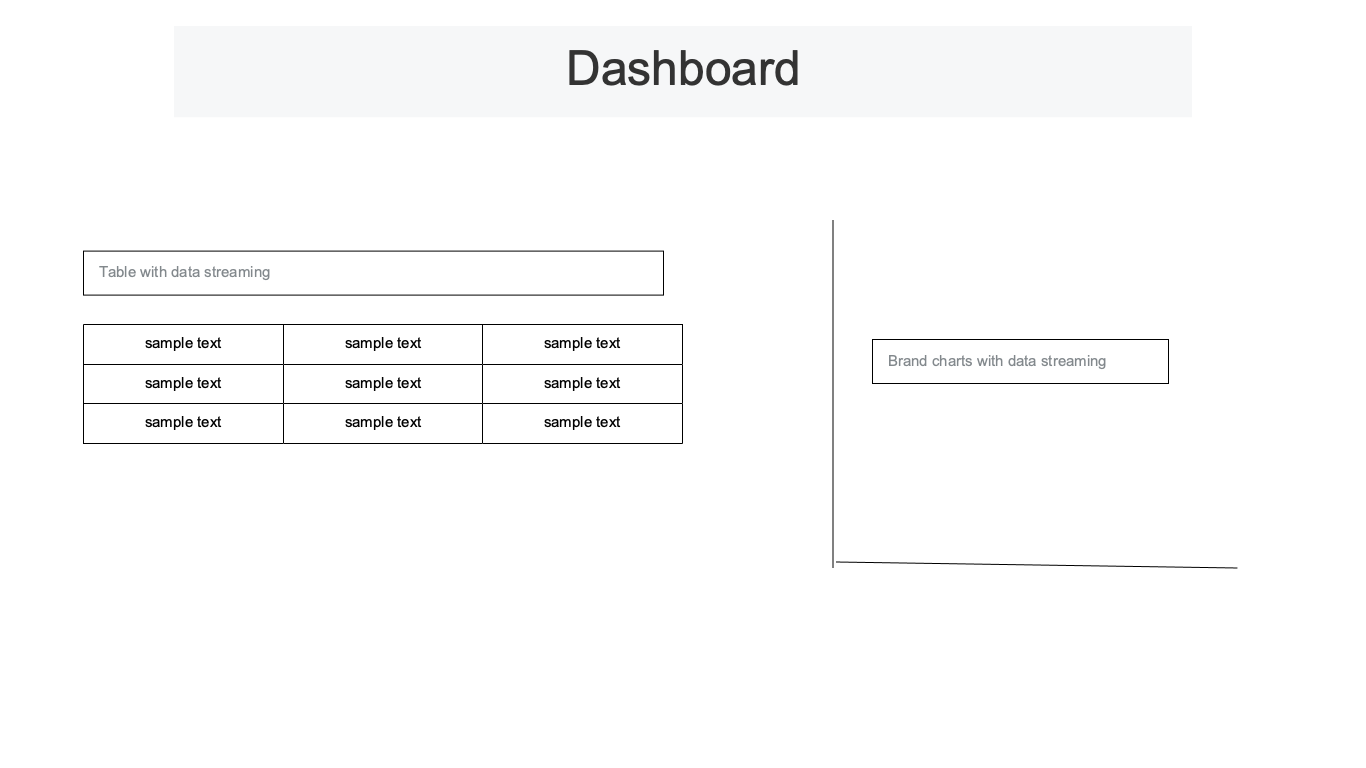 Dashboard
Table with data streaming
sample text sample text sample text
sample text sample text sample text
sample text sample text sample text
Brand charts with data streaming